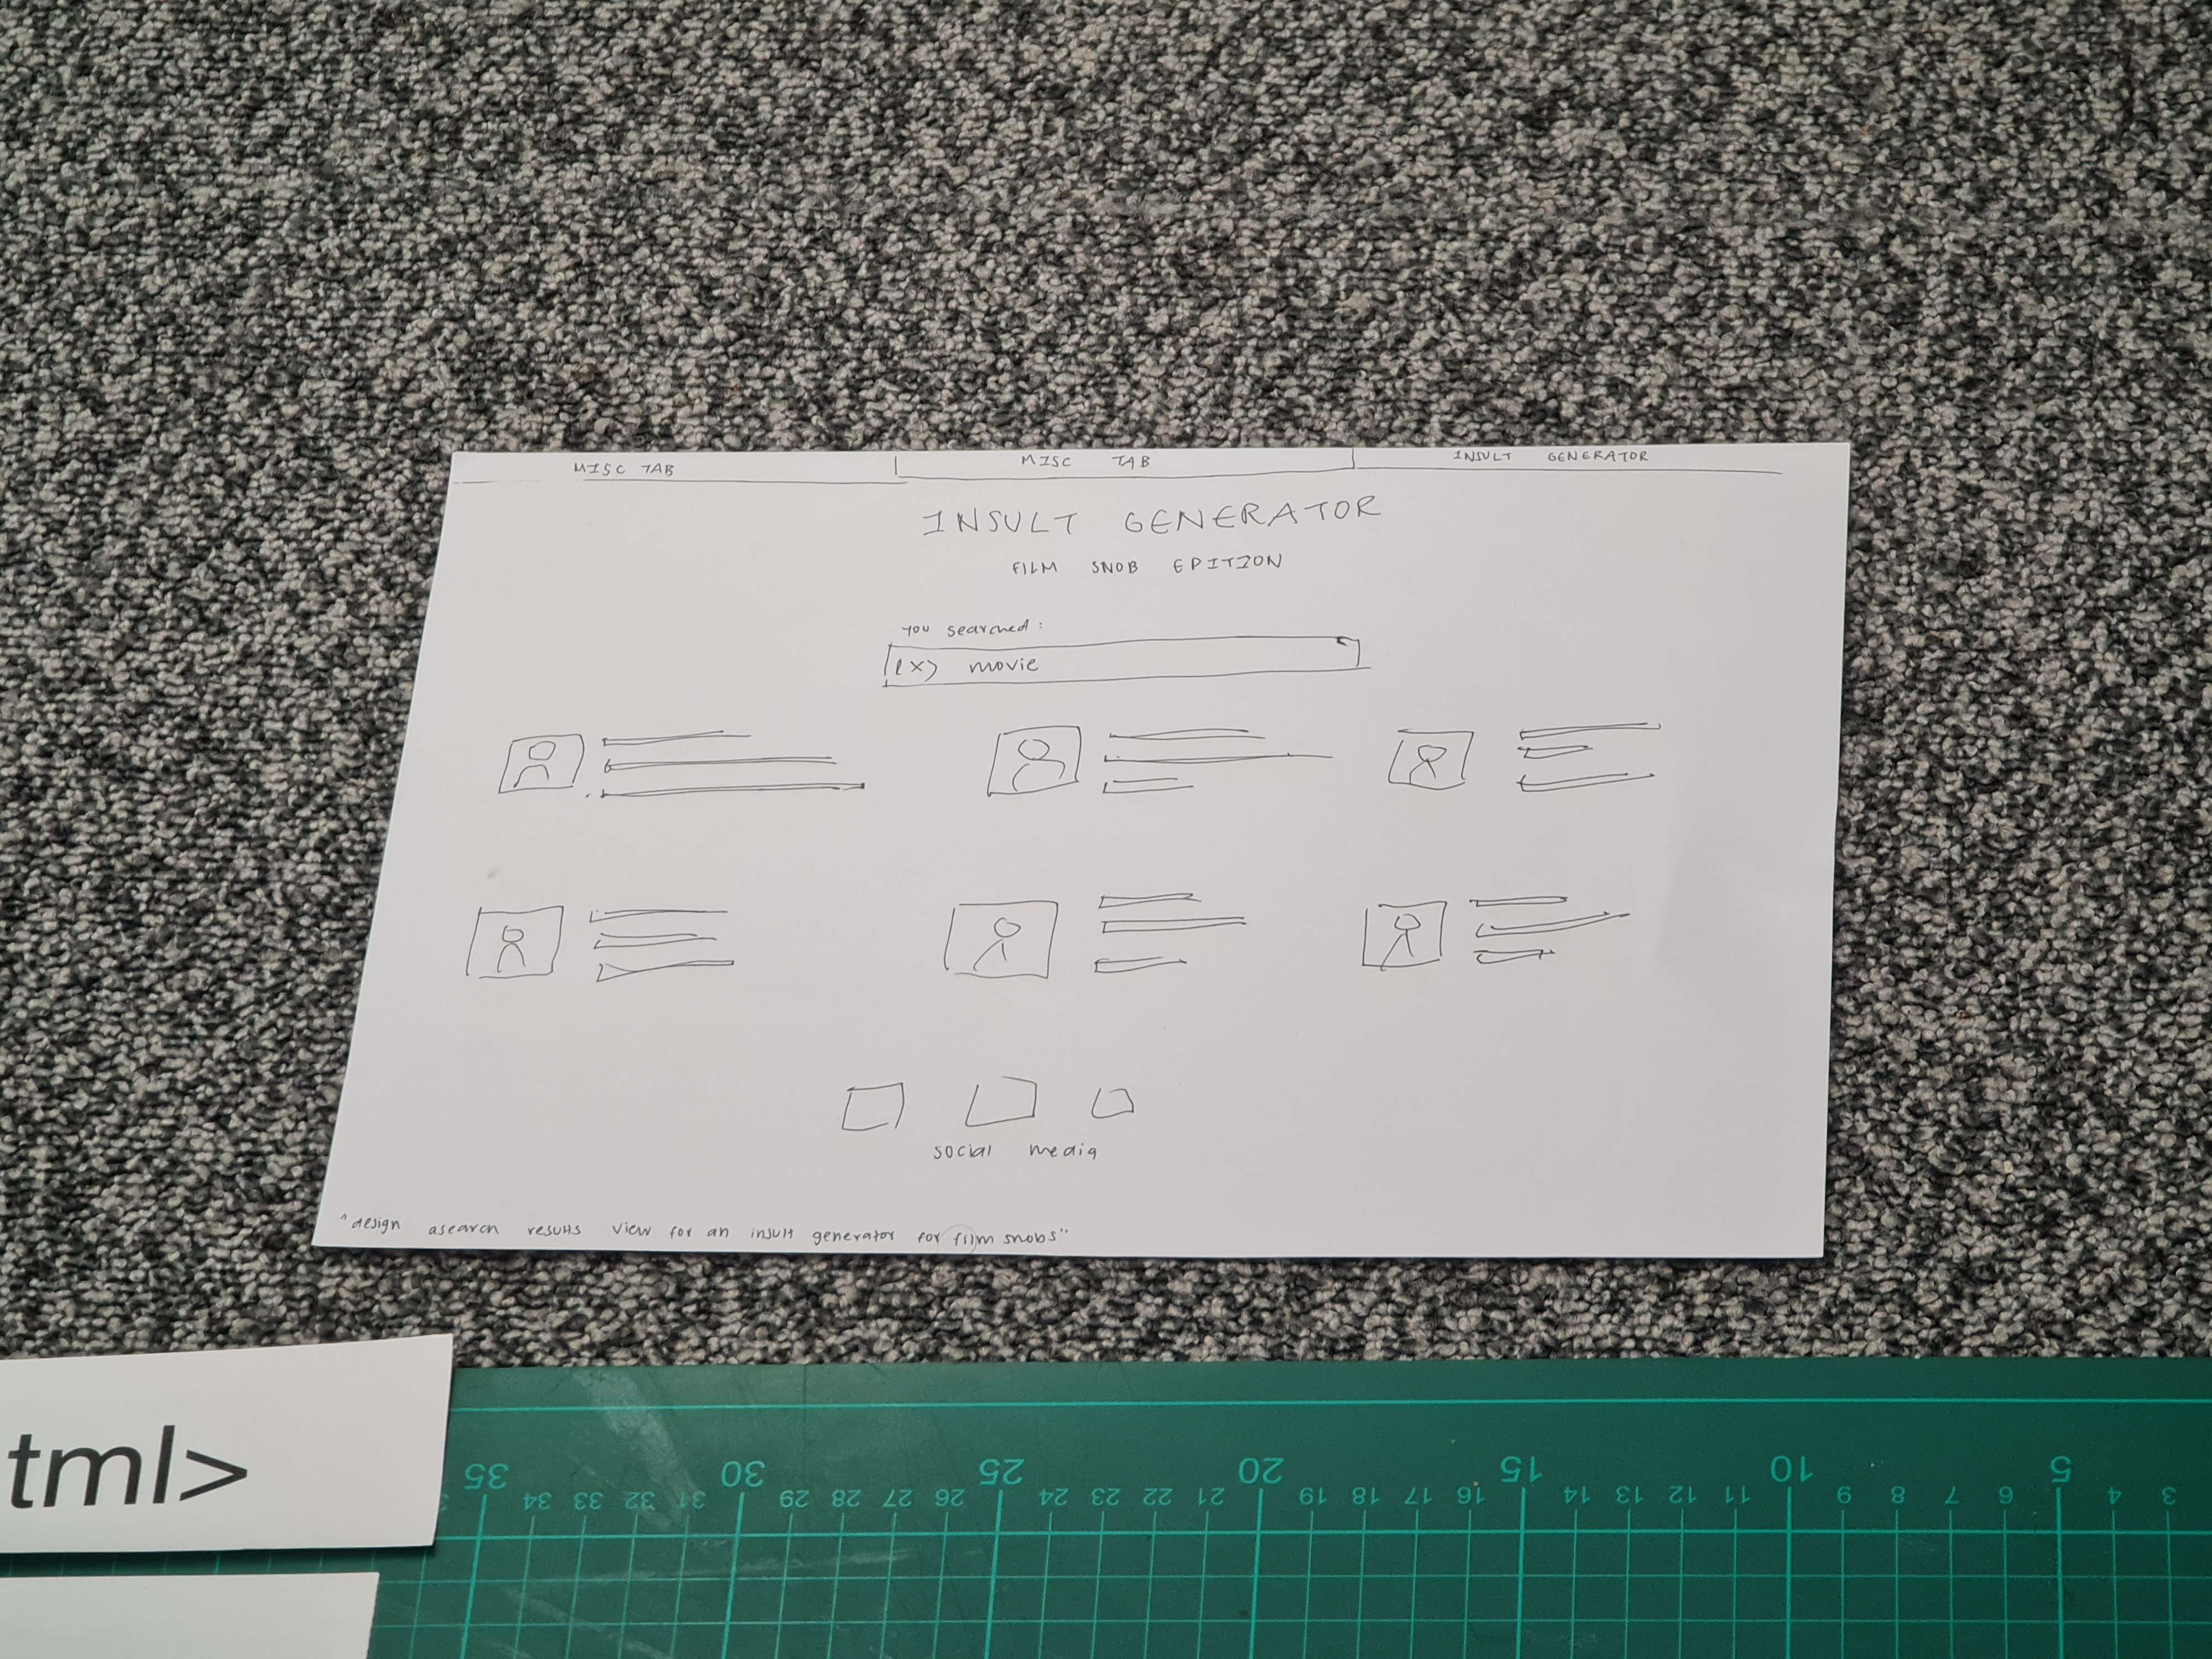 MISC TAB
MISC TAB
INSULT GENERATOR
INSULT GENERATOR
FILM SNOB EDITION
You searched:
(x) movie
social media
"design asearch results view for an insult generator for film snobs"
tml>
35 30 25 20 15 10 5
34 33 32 31 29 28 27 26 24 23 22 21 19 18 17 16 14 13 12 11 9 8 7 6 4 3